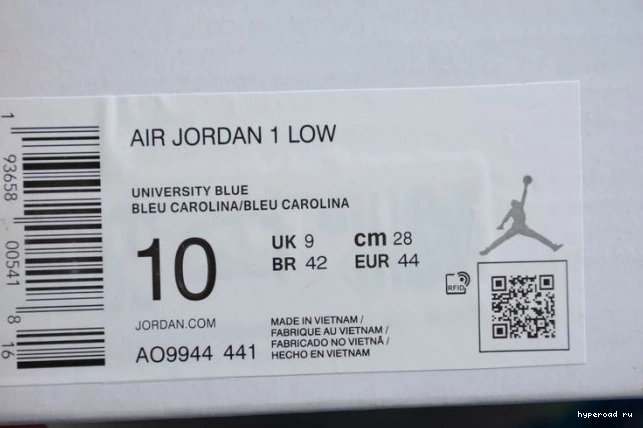 1 93658 00541 8 16
AIR JORDAN 1 LOW
UNIVERSITY BLUE
BLEU CAROLINA/BLEU CAROLINA
10
UK 9 cm 28
BR 42 EUR 44
RFID
JORDAN.COM
AO9944 441
MADE IN VIETNAM /
FABRIQUE AU VIETNAM /
FABRICADO NO VIETNÃ /
HECHO EN VIETNAM
hyperoad ru